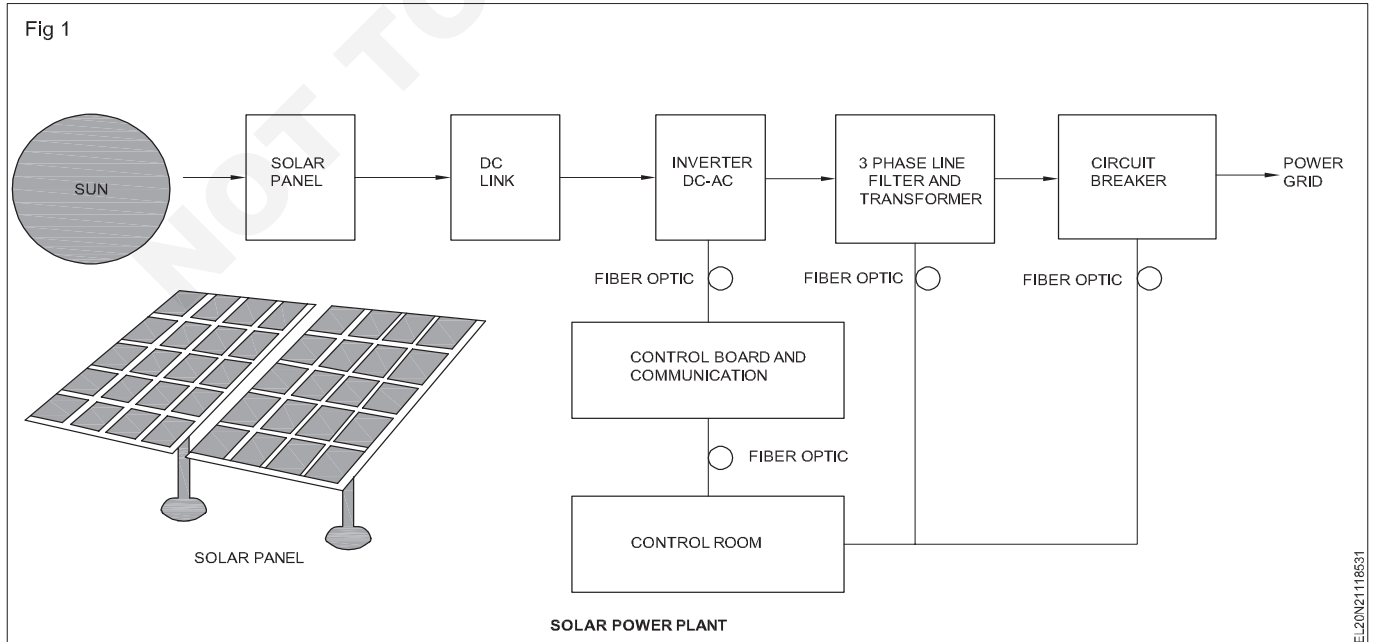 Fig 1
NOT TO
SUN
SOLAR
PANEL
DC
LINK
INVERTER
DC-AC
3 PHASE LINE
FILTER AND
TRANSFORMER
CIRCUIT
BREAKER
POWER
GRID
FIBER OPTIC
FIBER OPTIC
FIBER OPTIC
CONTROL BOARD AND
COMMUNICATION
FIBER OPTIC
CONTROL ROOM
SOLAR PANEL
SOLAR POWER PLANT
EL20N21118531